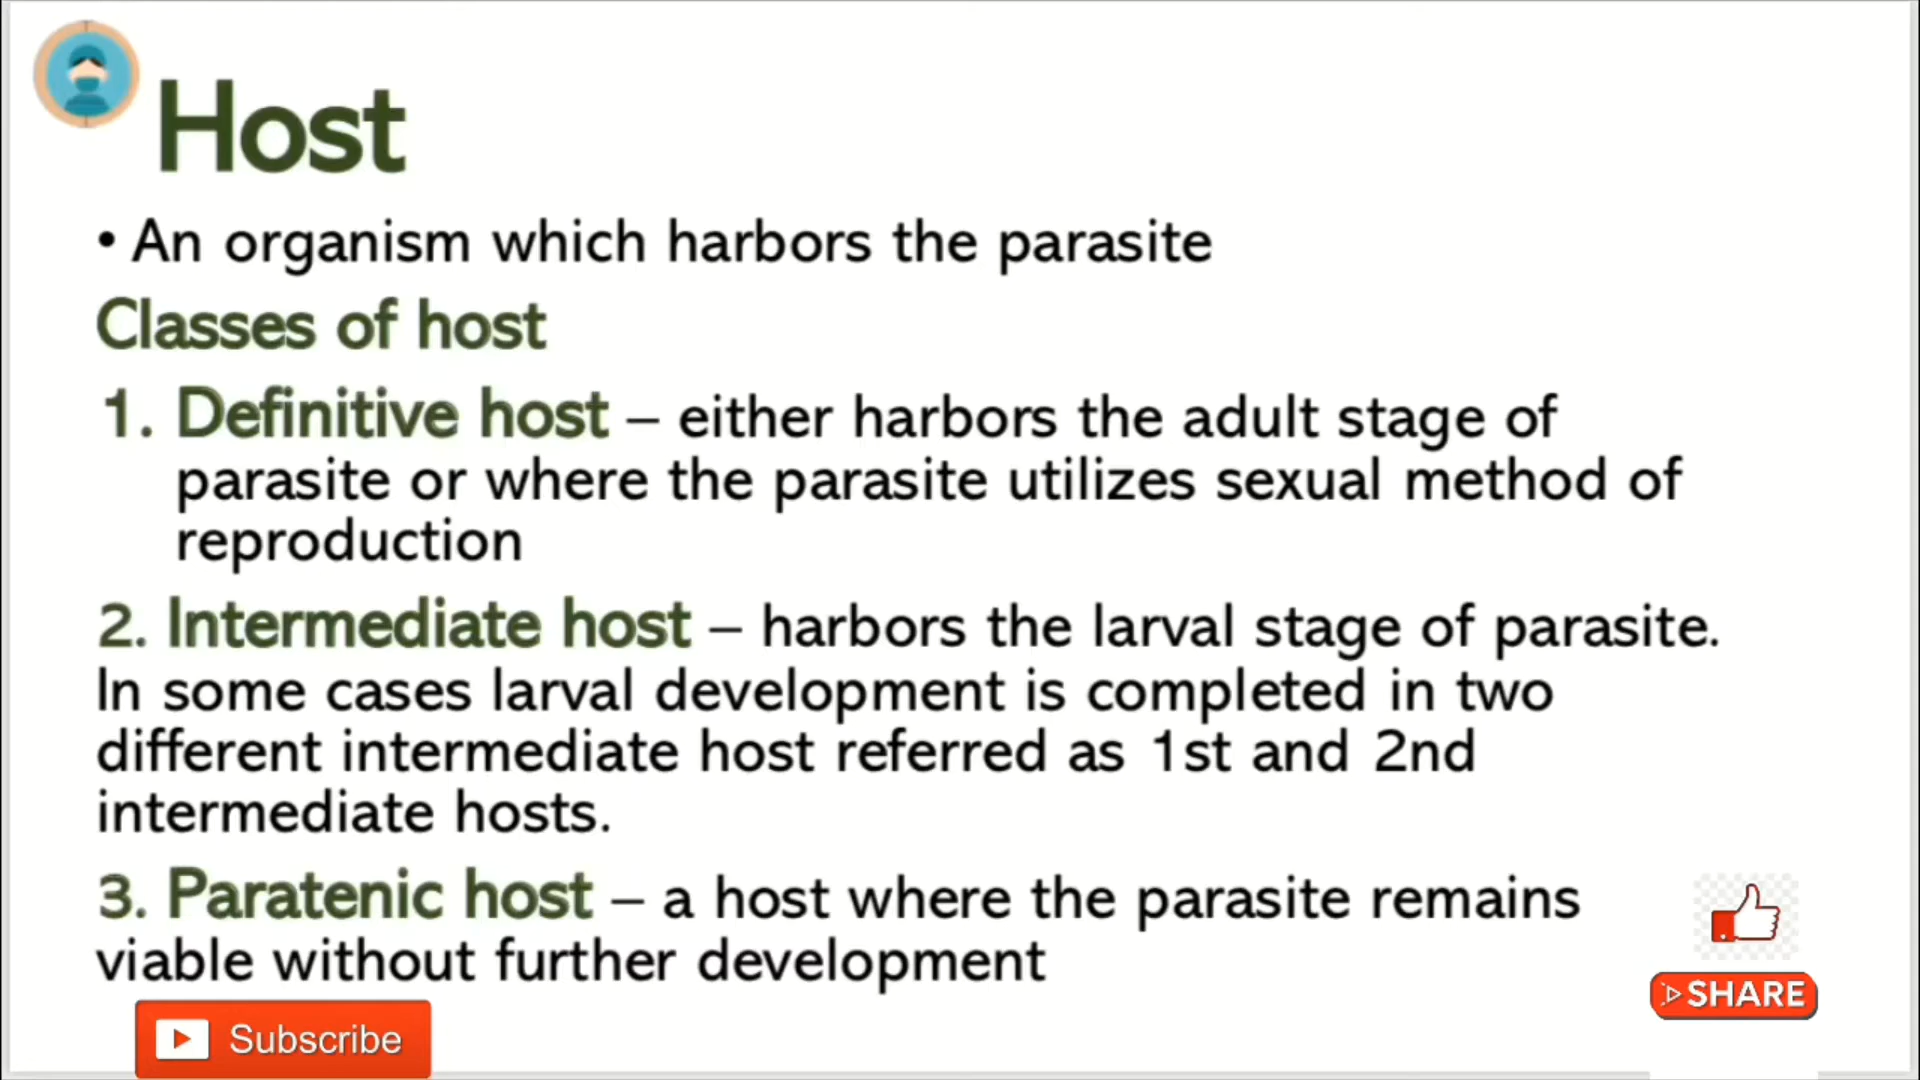 Host
• An organism which harbors the parasite
Classes of host
1. Definitive host – either harbors the adult stage of
parasite or where the parasite utilizes sexual method of
reproduction
2. Intermediate host – harbors the larval stage of parasite.
In some cases larval development is completed in two
different intermediate host referred as 1st and 2nd
intermediate hosts.
3. Paratenic host – a host where the parasite remains
viable without further development
SHARE
Subscribe